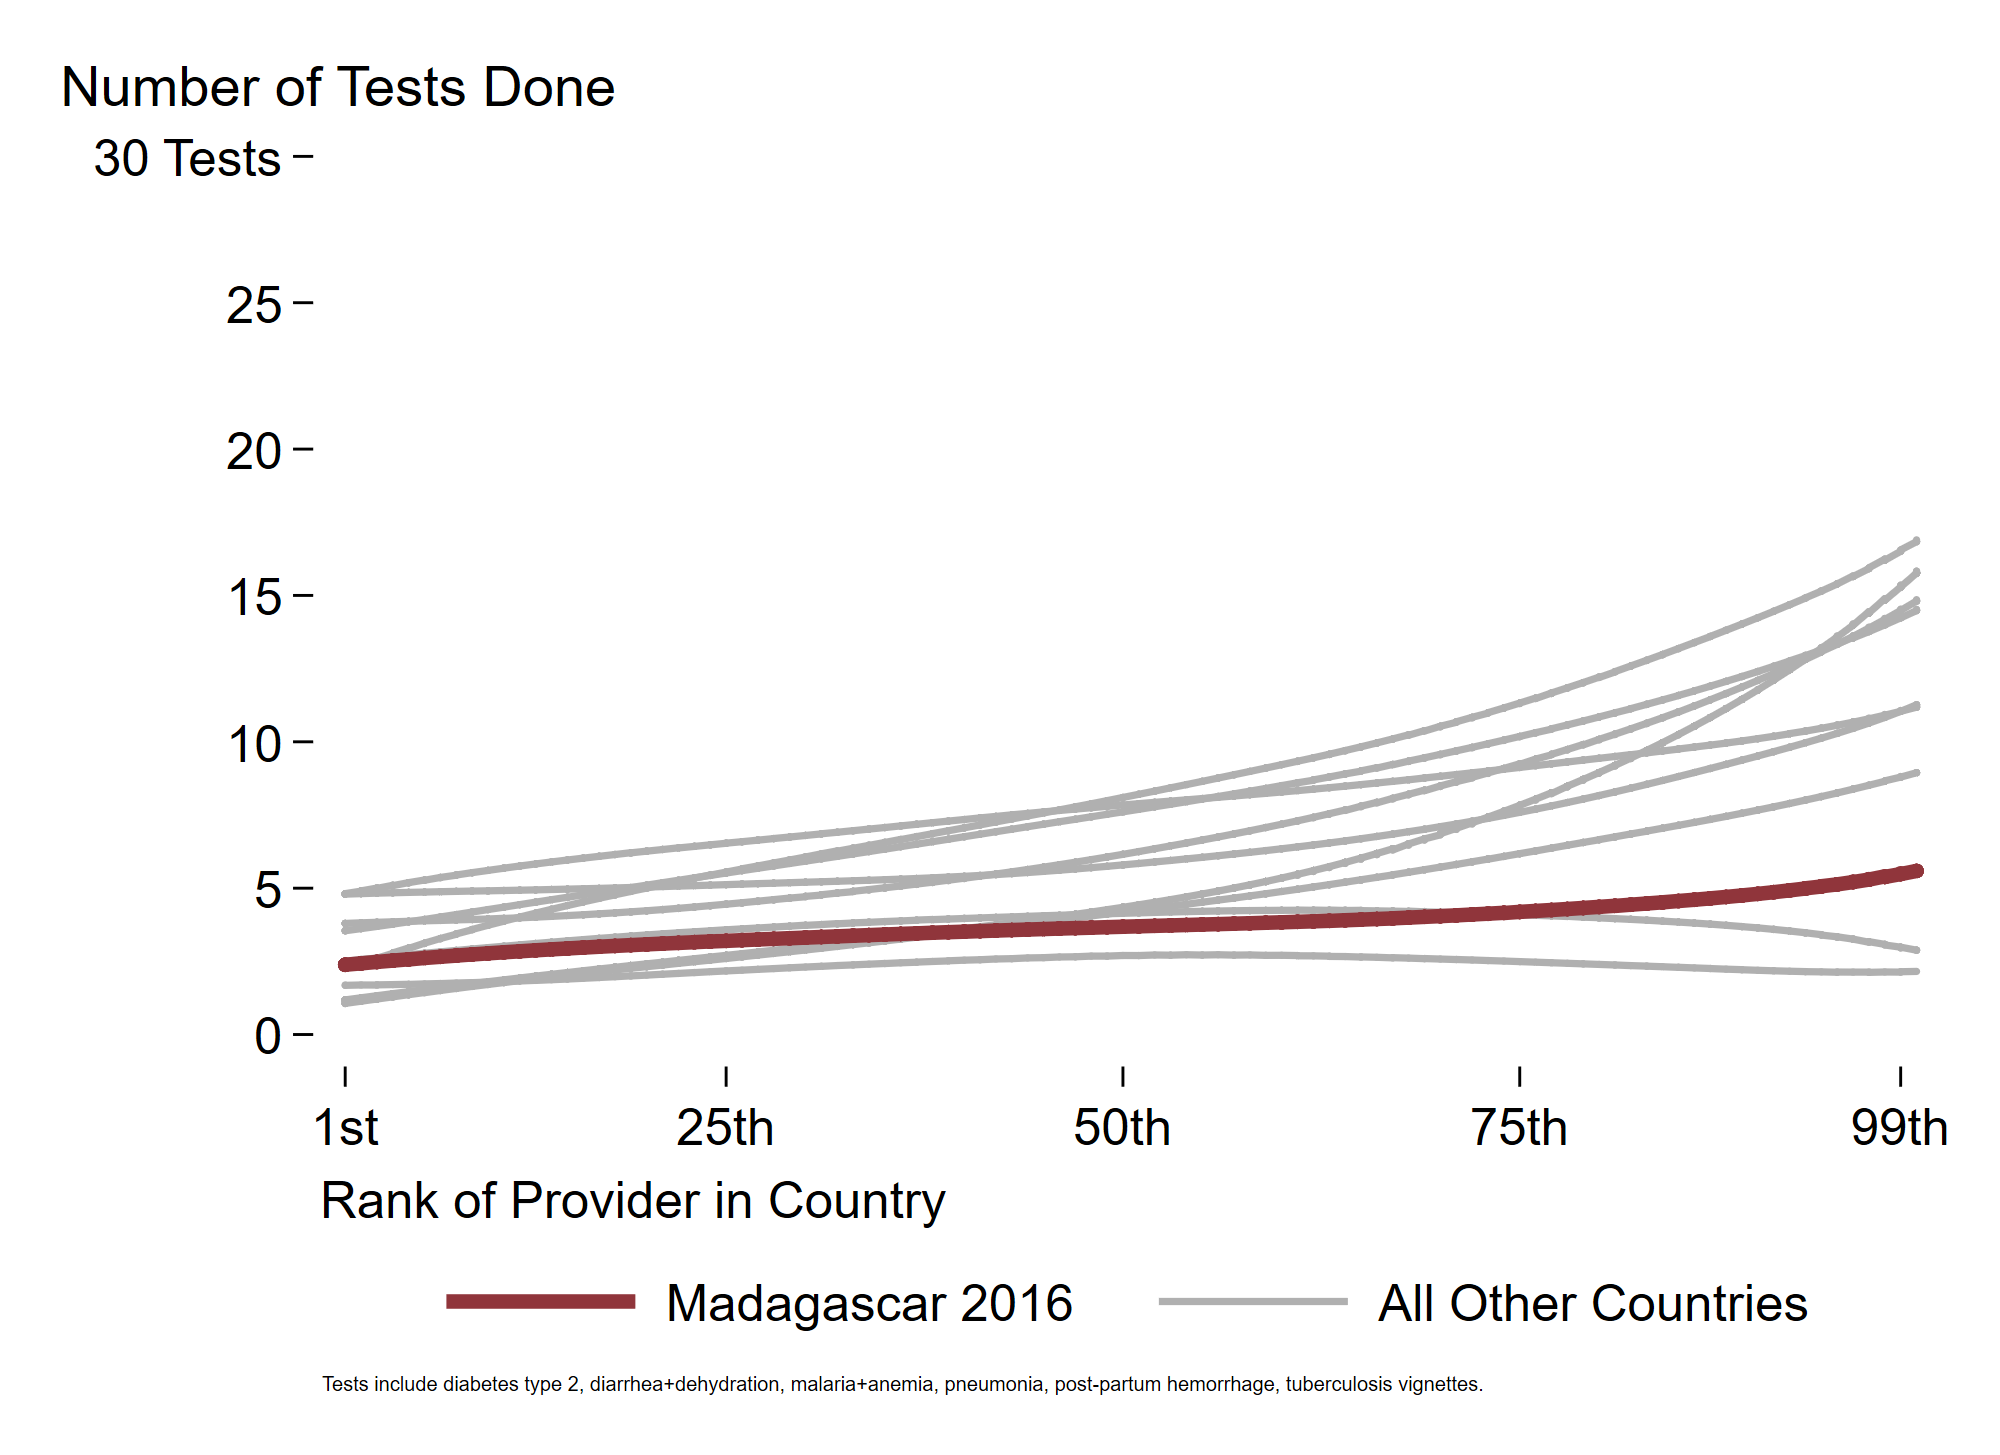 Number of Tests Done
30 Tests
25
20
15
10
5
0
1st 25th 50th 75th 99th
Rank of Provider in Country
Madagascar 2016 All Other Countries
Tests include diabetes type 2, diarrhea+dehydration, malaria+anemia, pneumonia, post-partum hemorrhage, tuberculosis vignettes.